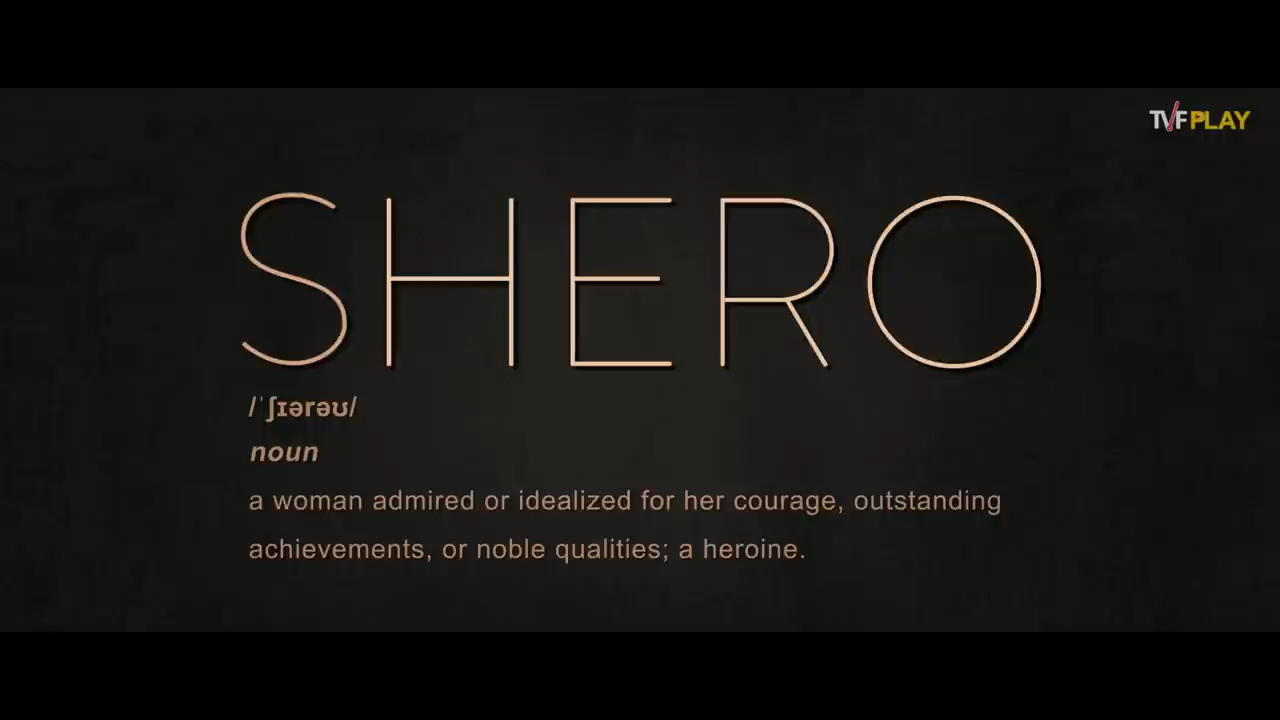 TVFPLAY
SHERO
/ˈʃɪərəʊ/
noun
a woman admired or idealized for her courage, outstanding
achievements, or noble qualities; a heroine.